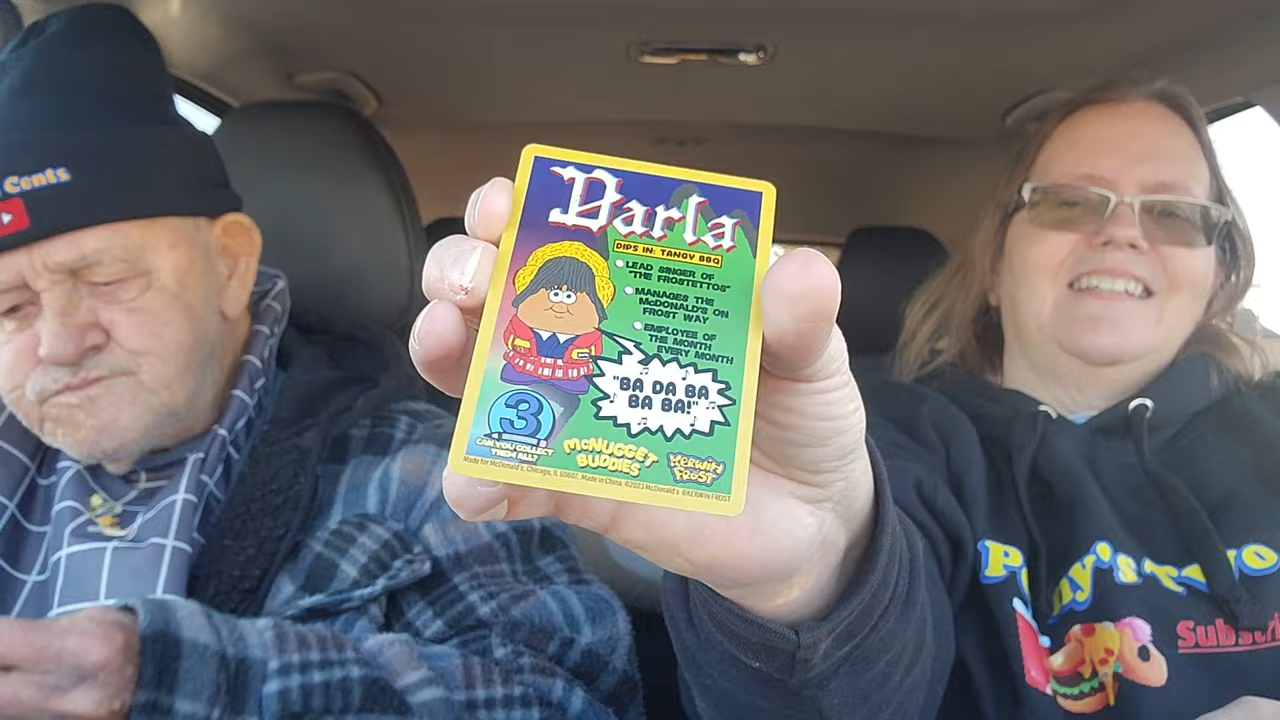 Cents
Darla
DIPS IN: TANGY BBQ
LEAD SINGER OF
"THE FROSTETTOS"
MANAGES THE
McDONALD'S ON
FROST WAY
EMPLOYEE OF
THE MONTH
EVERY MONTH
"BA DA BA
BA BA!"
3
CAN YOU COLLECT
THEM ALL?
McNUGGET
BUDDIES
KERWIN
FROST
Made for McDonald's, Chicago, IL 60607. Made in China. ©2023 McDonald's ©KERWIN FROST